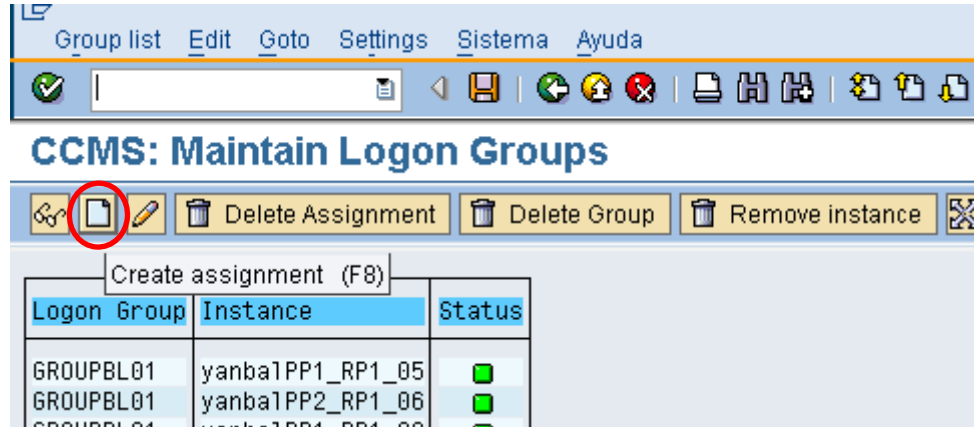 Group list Edit Goto Settings Sistema Ayuda
CCMS: Maintain Logon Groups
Delete Assignment Delete Group Remove instance
Create assignment (F8)
Logon Group Instance Status
GROUPBL01 yanbalPP1_RP1_05
GROUPBL01 yanbalPP2_RP1_06